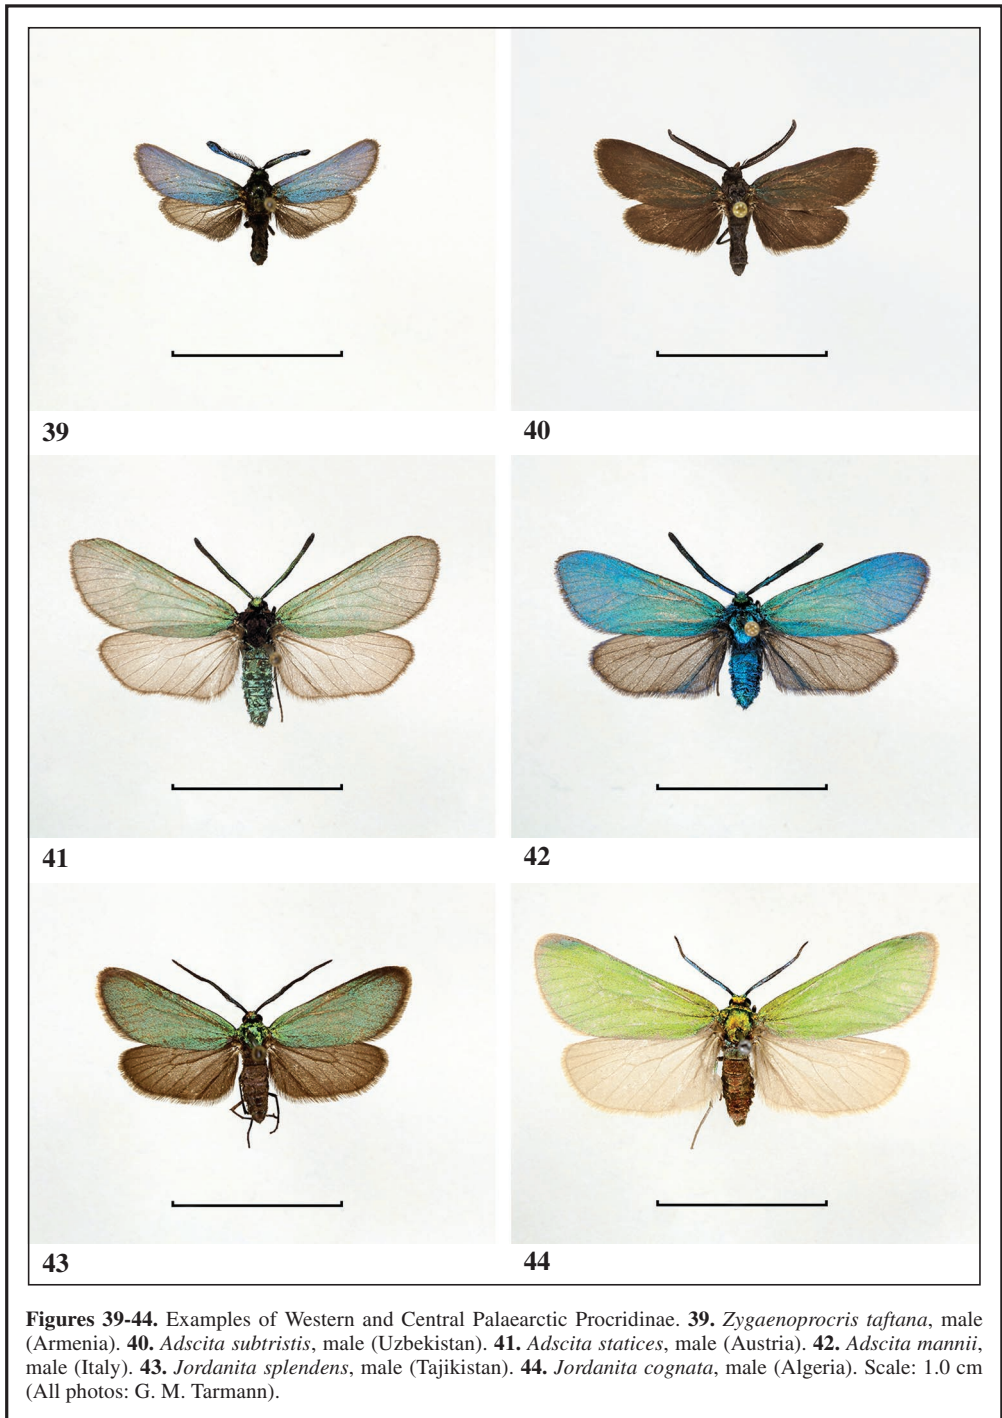 39
40
41
42
43
44
Figures 39-44. Examples of Western and Central Palaearctic Procridinae. 39. Zygaenoprocris taftana, male
(Armenia). 40. Adscita subtristis, male (Uzbekistan). 41. Adscita statices, male (Austria). 42. Adscita mannii,
male (Italy). 43. Jordanita splendens, male (Tajikistan). 44. Jordanita cognata, male (Algeria). Scale: 1.0 cm
(All photos: G. M. Tarmann).